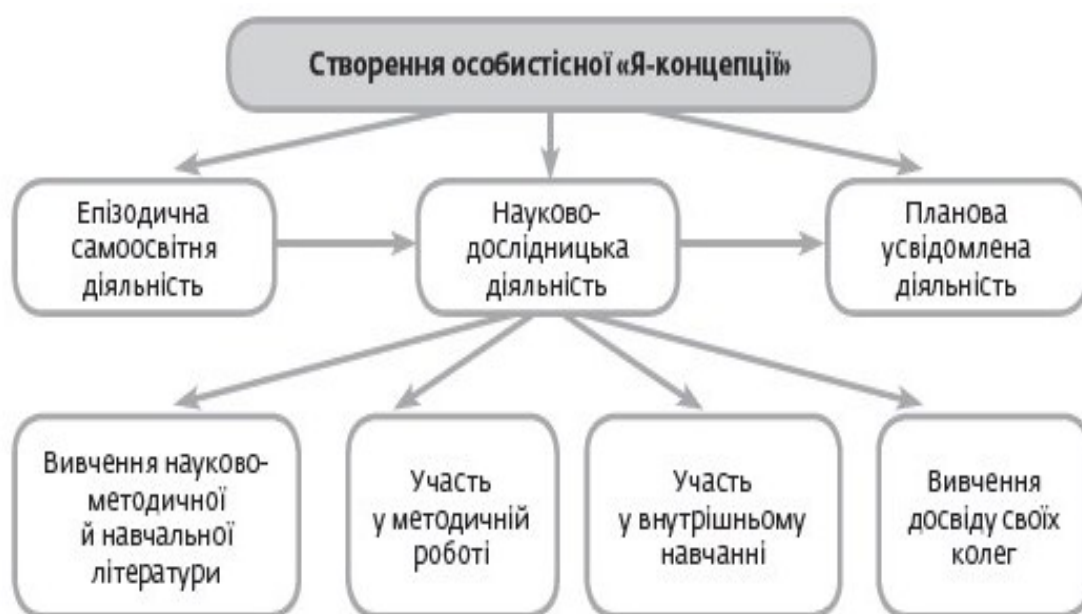 Створення особистісної «Я-концепції»
Епізодична
самоосвітня
діяльність
Науково-
дослідницька
діяльність
Планова
усвідомлена
діяльність
Вивчення науково-
методичної
й навчальної
літератури
Участь
у методичній
роботі
Участь
у внутрішньому
навчанні
Вивчення
досвіду своїх
колег